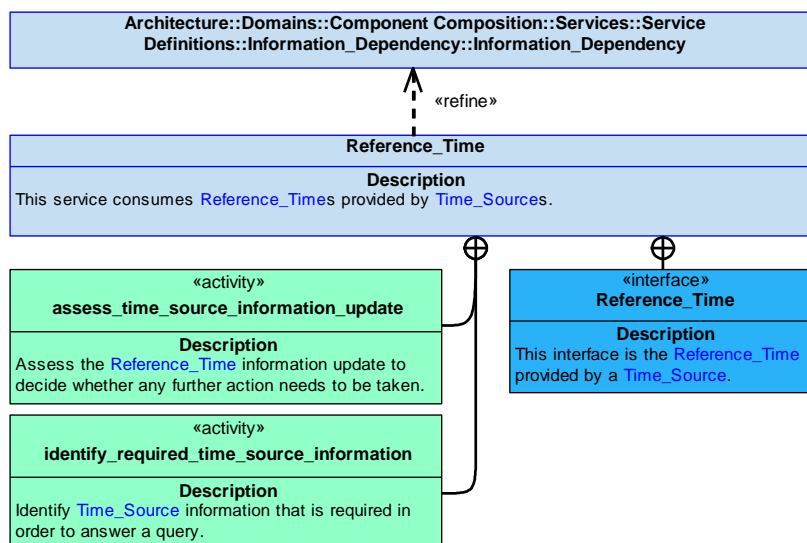 Architecture::Domains::Component Composition::Services::Service
Definitions::Information_Dependency::Information_Dependency
«refine»
Reference_Time
Description
This service consumes Reference_Times provided by Time_Sources.
«activity»
assess_time_source_information_update
Description
Assess the Reference_Time information update to
decide whether any further action needs to be taken.
«interface»
Reference_Time
Description
This interface is the Reference_Time
provided by a Time_Source.
«activity»
identify_required_time_source_information
Description
Identify Time_Source information that is required in
order to answer a query.